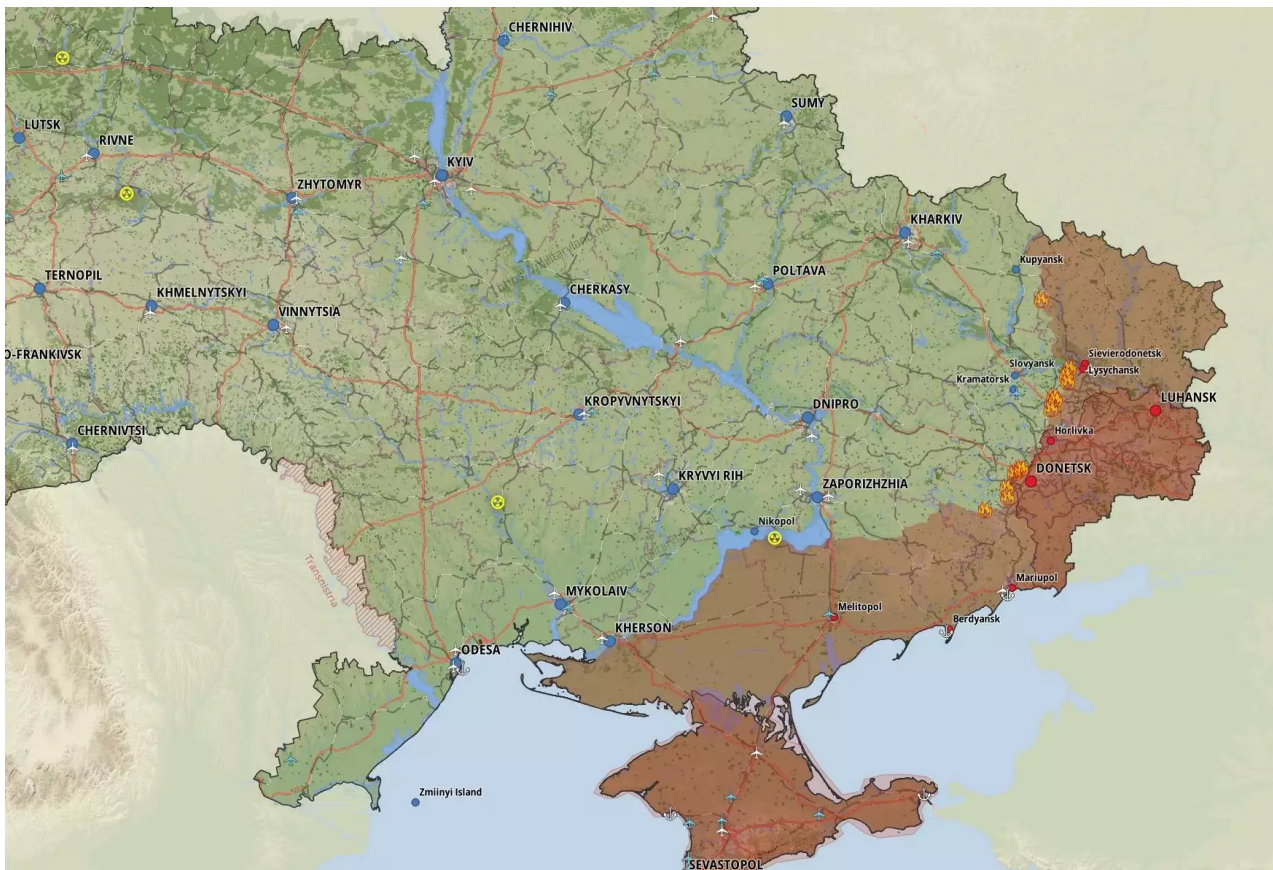 CHERNIHIV
SUMY
LUTSK
RIVNE
KYIV
ZHYTOMYR
KHARKIV
Kupyansk
POLTAVA
TERNOPIL
KHMELNYTSKYI
CHERKASY
VINNYTSIA
O-FRANKIVSK
Sievierodonetsk
Slovyansk
Lysychansk
Kramatorsk
LUHANSK
KROPYVNYTSKYI
DNIPRO
CHERNIVTSI
Horlivka
DONETSK
KRYVYI RIH
ZAPORIZHZHIA
Nikopol
Transnistria
Mariupol
MYKOLAIV
Melitopol
Berdyansk
KHERSON
ODESA
Zmiinyi Island
SEVASTOPOL